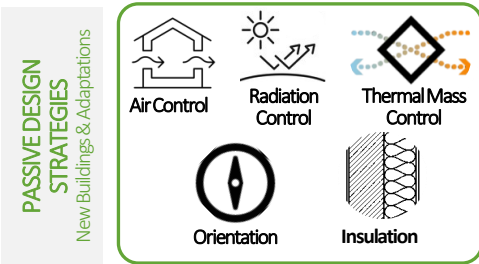 PASSIVE DESIGN
STRATEGIES
New Buildings & Adaptations
Air Control
Radiation
Control
Thermal Mass
Control
Orientation
Insulation